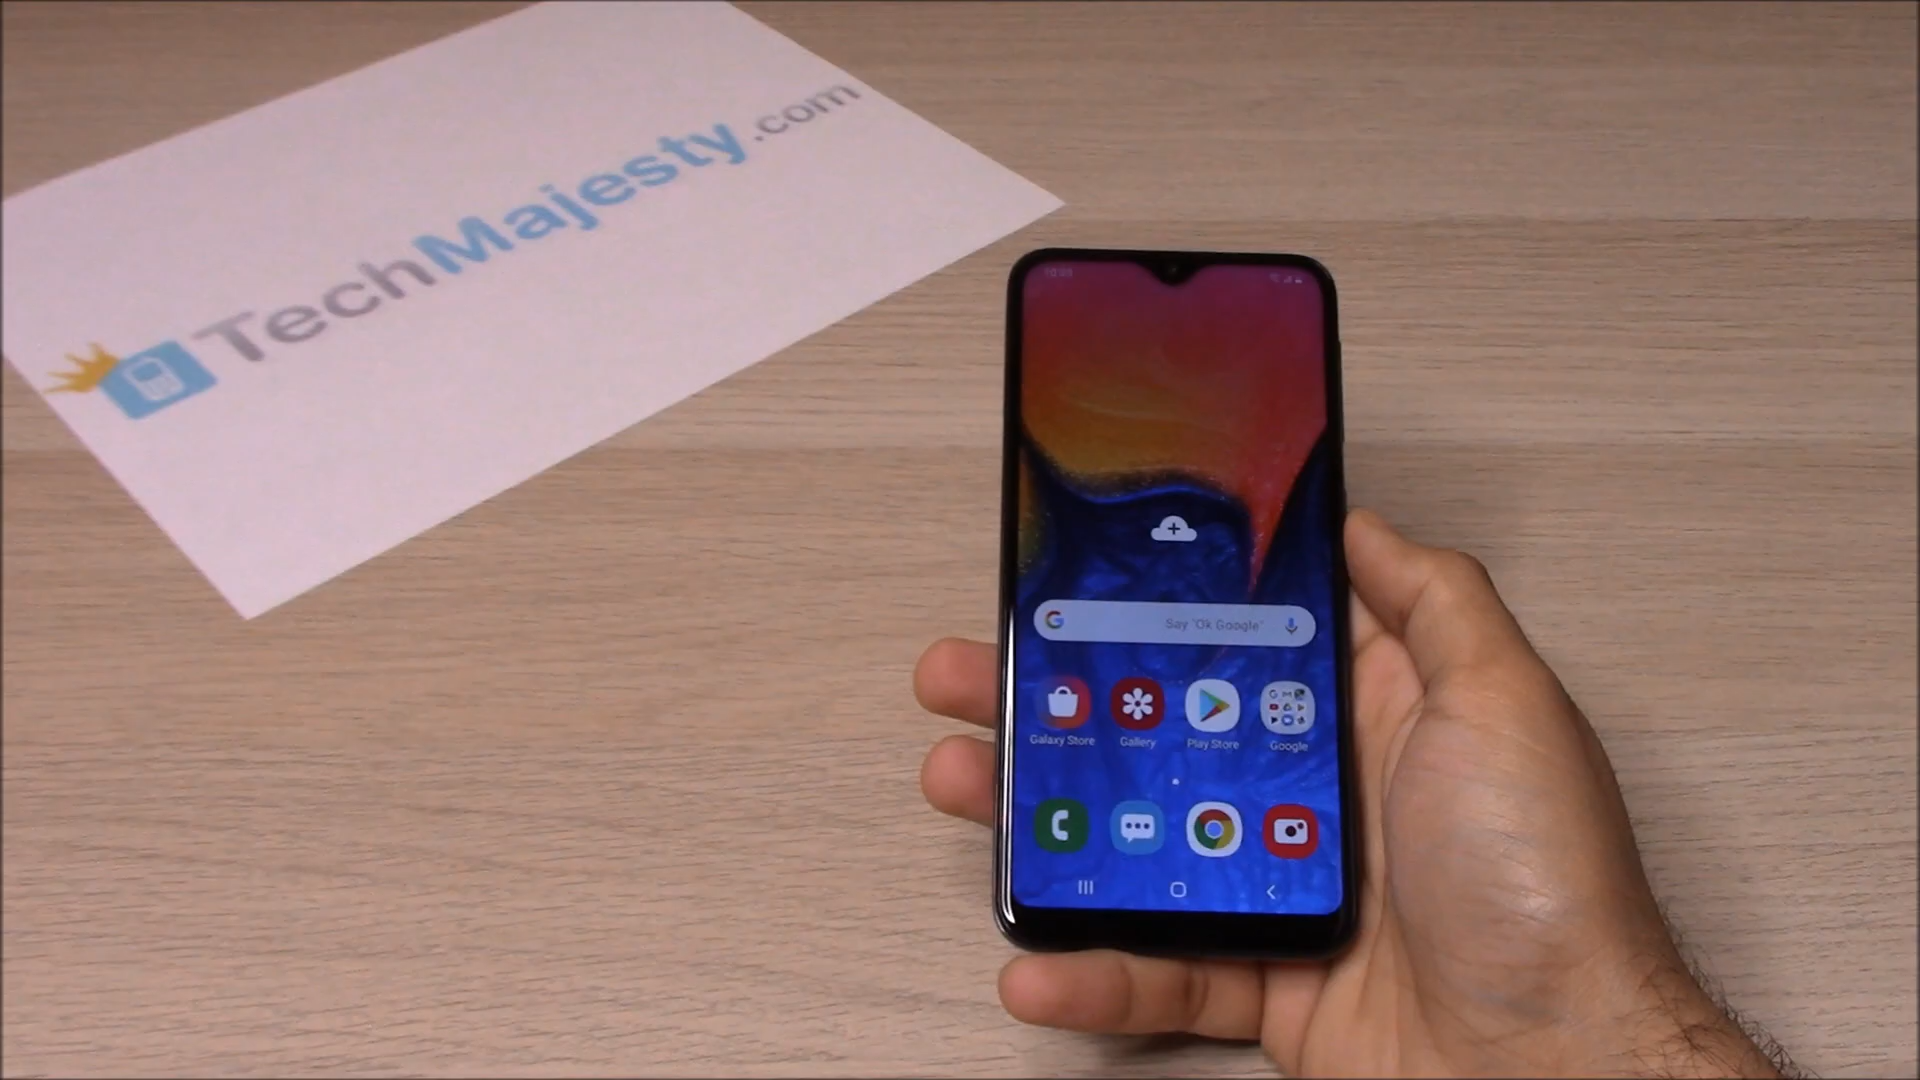 TechMajesty.com
Say "Ok Google"
Galaxy Store
Gallery
Play Store
Google